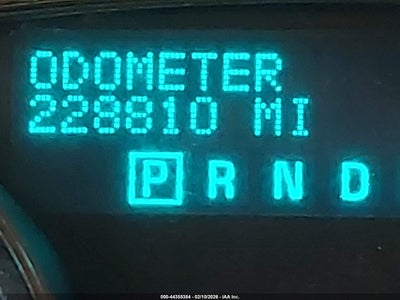 ODOMETER
228810 MI
P R N D
000-44355384 - 02/10/2026 - IAA Inc.